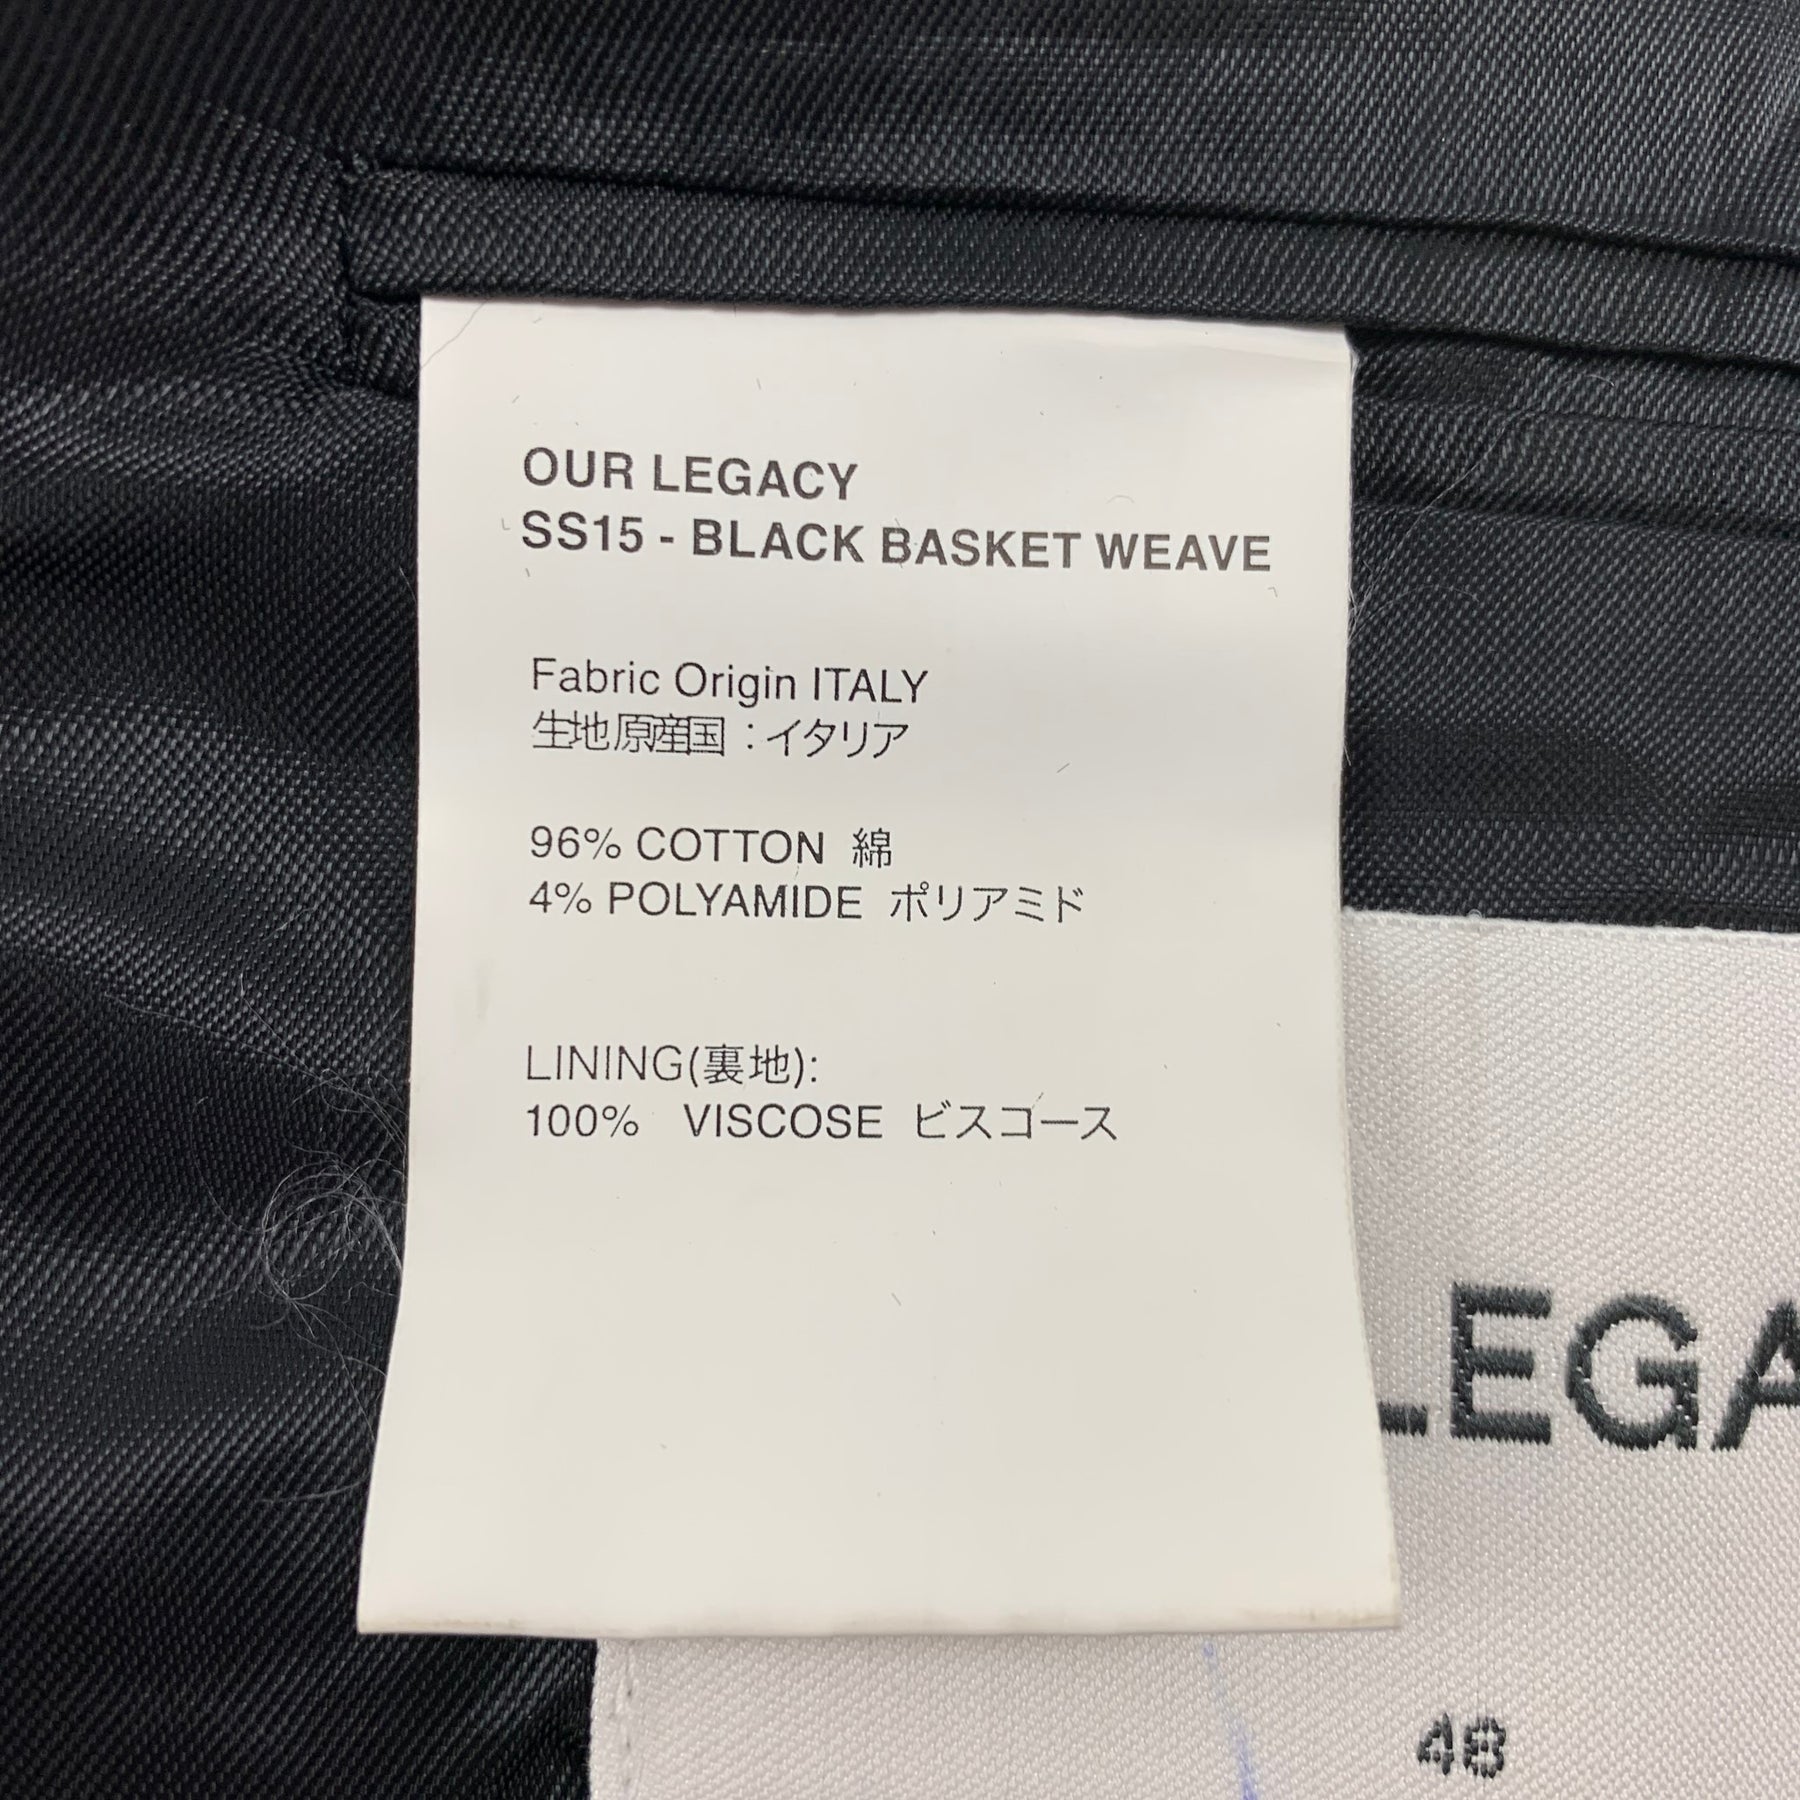 OUR LEGACY
SS15 - BLACK BASKET WEAVE
Fabric Origin ITALY
生地原産国：イタリア
96% COTTON 綿
4% POLYAMIDE ポリアミド
LINING(裏地):
100% VISCOSE ビスコース
LEGA
48